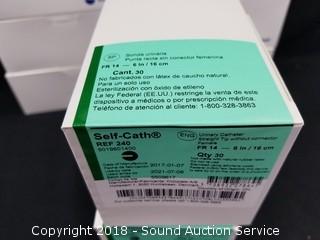 SP
Sonda urinaria
Punta recta sin conector femenina
FR 14 — 6 in / 16 cm
Cant. 30
No fabricados con látex de caucho natural.
Para un solo uso
Esterilización con óxido de etileno
La ley Federal (EE.UU.) restringe la venta de este
dispositivo a médicos o por prescripción médica.
Teléfono de atención al cliente: 1-800-328-3863
Self-Cath®
REF 240
ENG
Urinary Catheter
Straight Tip without connector
Female
FR 14 — 6 in / 16 cm
Qty 30
2017-01-07
2021-07-06
Copyright 2018 - Sound Auction Service